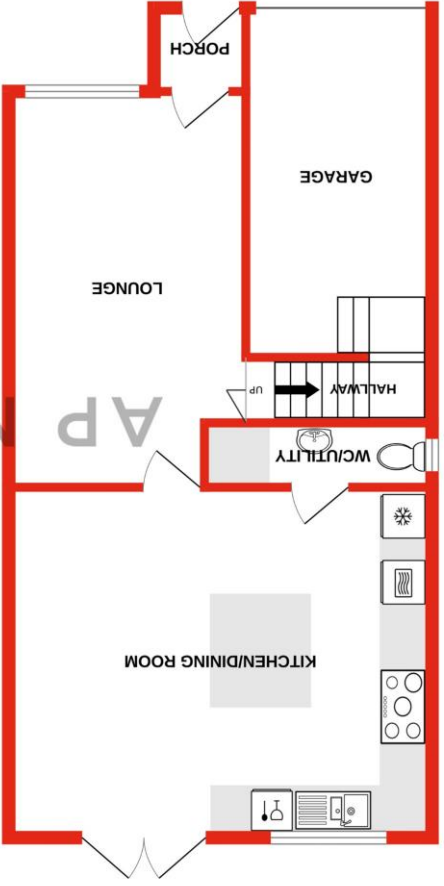 KITCHEN/DINING ROOM
WC/UTILITY
HALLWAY
UP
LOUNGE
GARAGE
PORCH